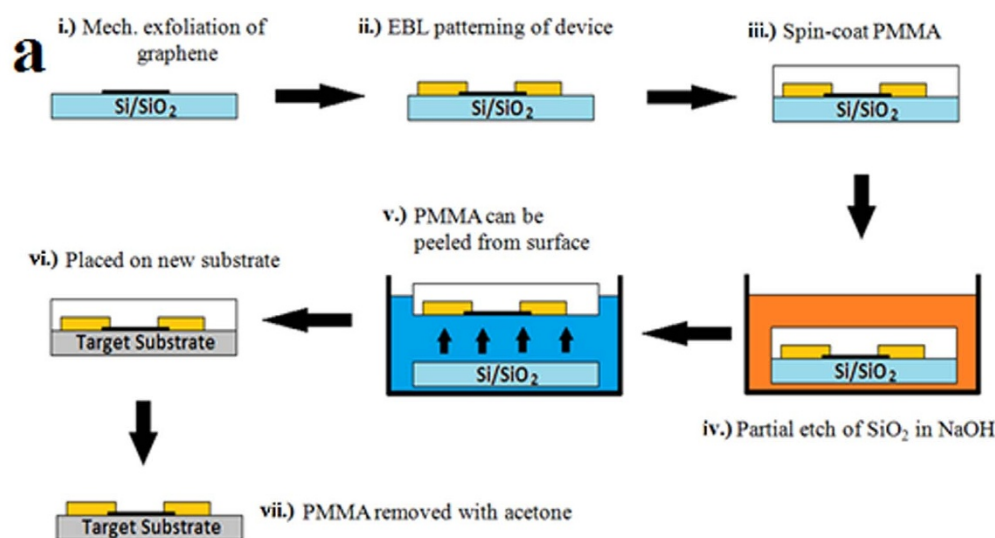 a
i.) Mech. exfoliation of
graphene
Si/SiO₂
ii.) EBL patterning of device
Si/SiO₂
iii.) Spin-coat PMMA
Si/SiO₂
iv.) Partial etch of SiO₂ in NaOH
Si/SiO₂
v.) PMMA can be
peeled from surface
Si/SiO₂
vi.) Placed on new substrate
Target Substrate
vii.) PMMA removed with acetone
Target Substrate